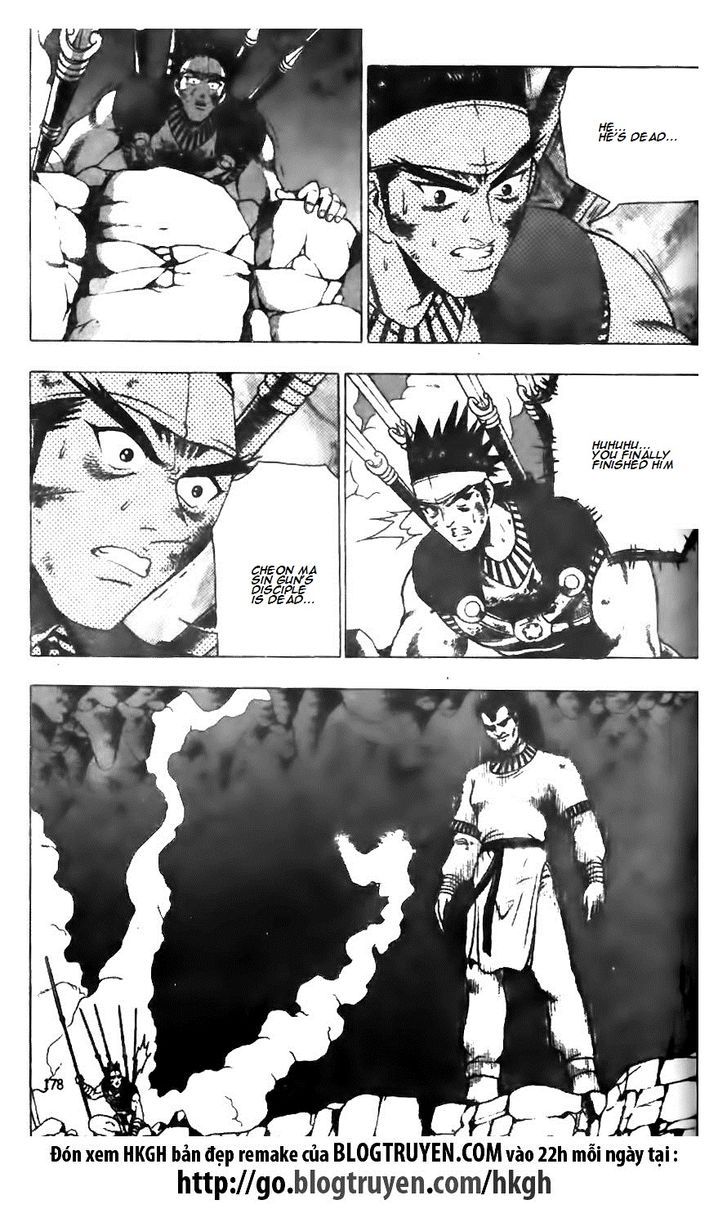 HE...
HE'S DEAD...
CHEON MA
SIN GUN'S
DISCIPLE
IS DEAD...
HUHUHU...
YOU FINALLY
FINISHED HIM
178
Đón xem HKGH bản đẹp remake của BLOGTRUYEN.COM vào 22h mỗi ngày tại :
http://go.blogtruyen.com/hkgh